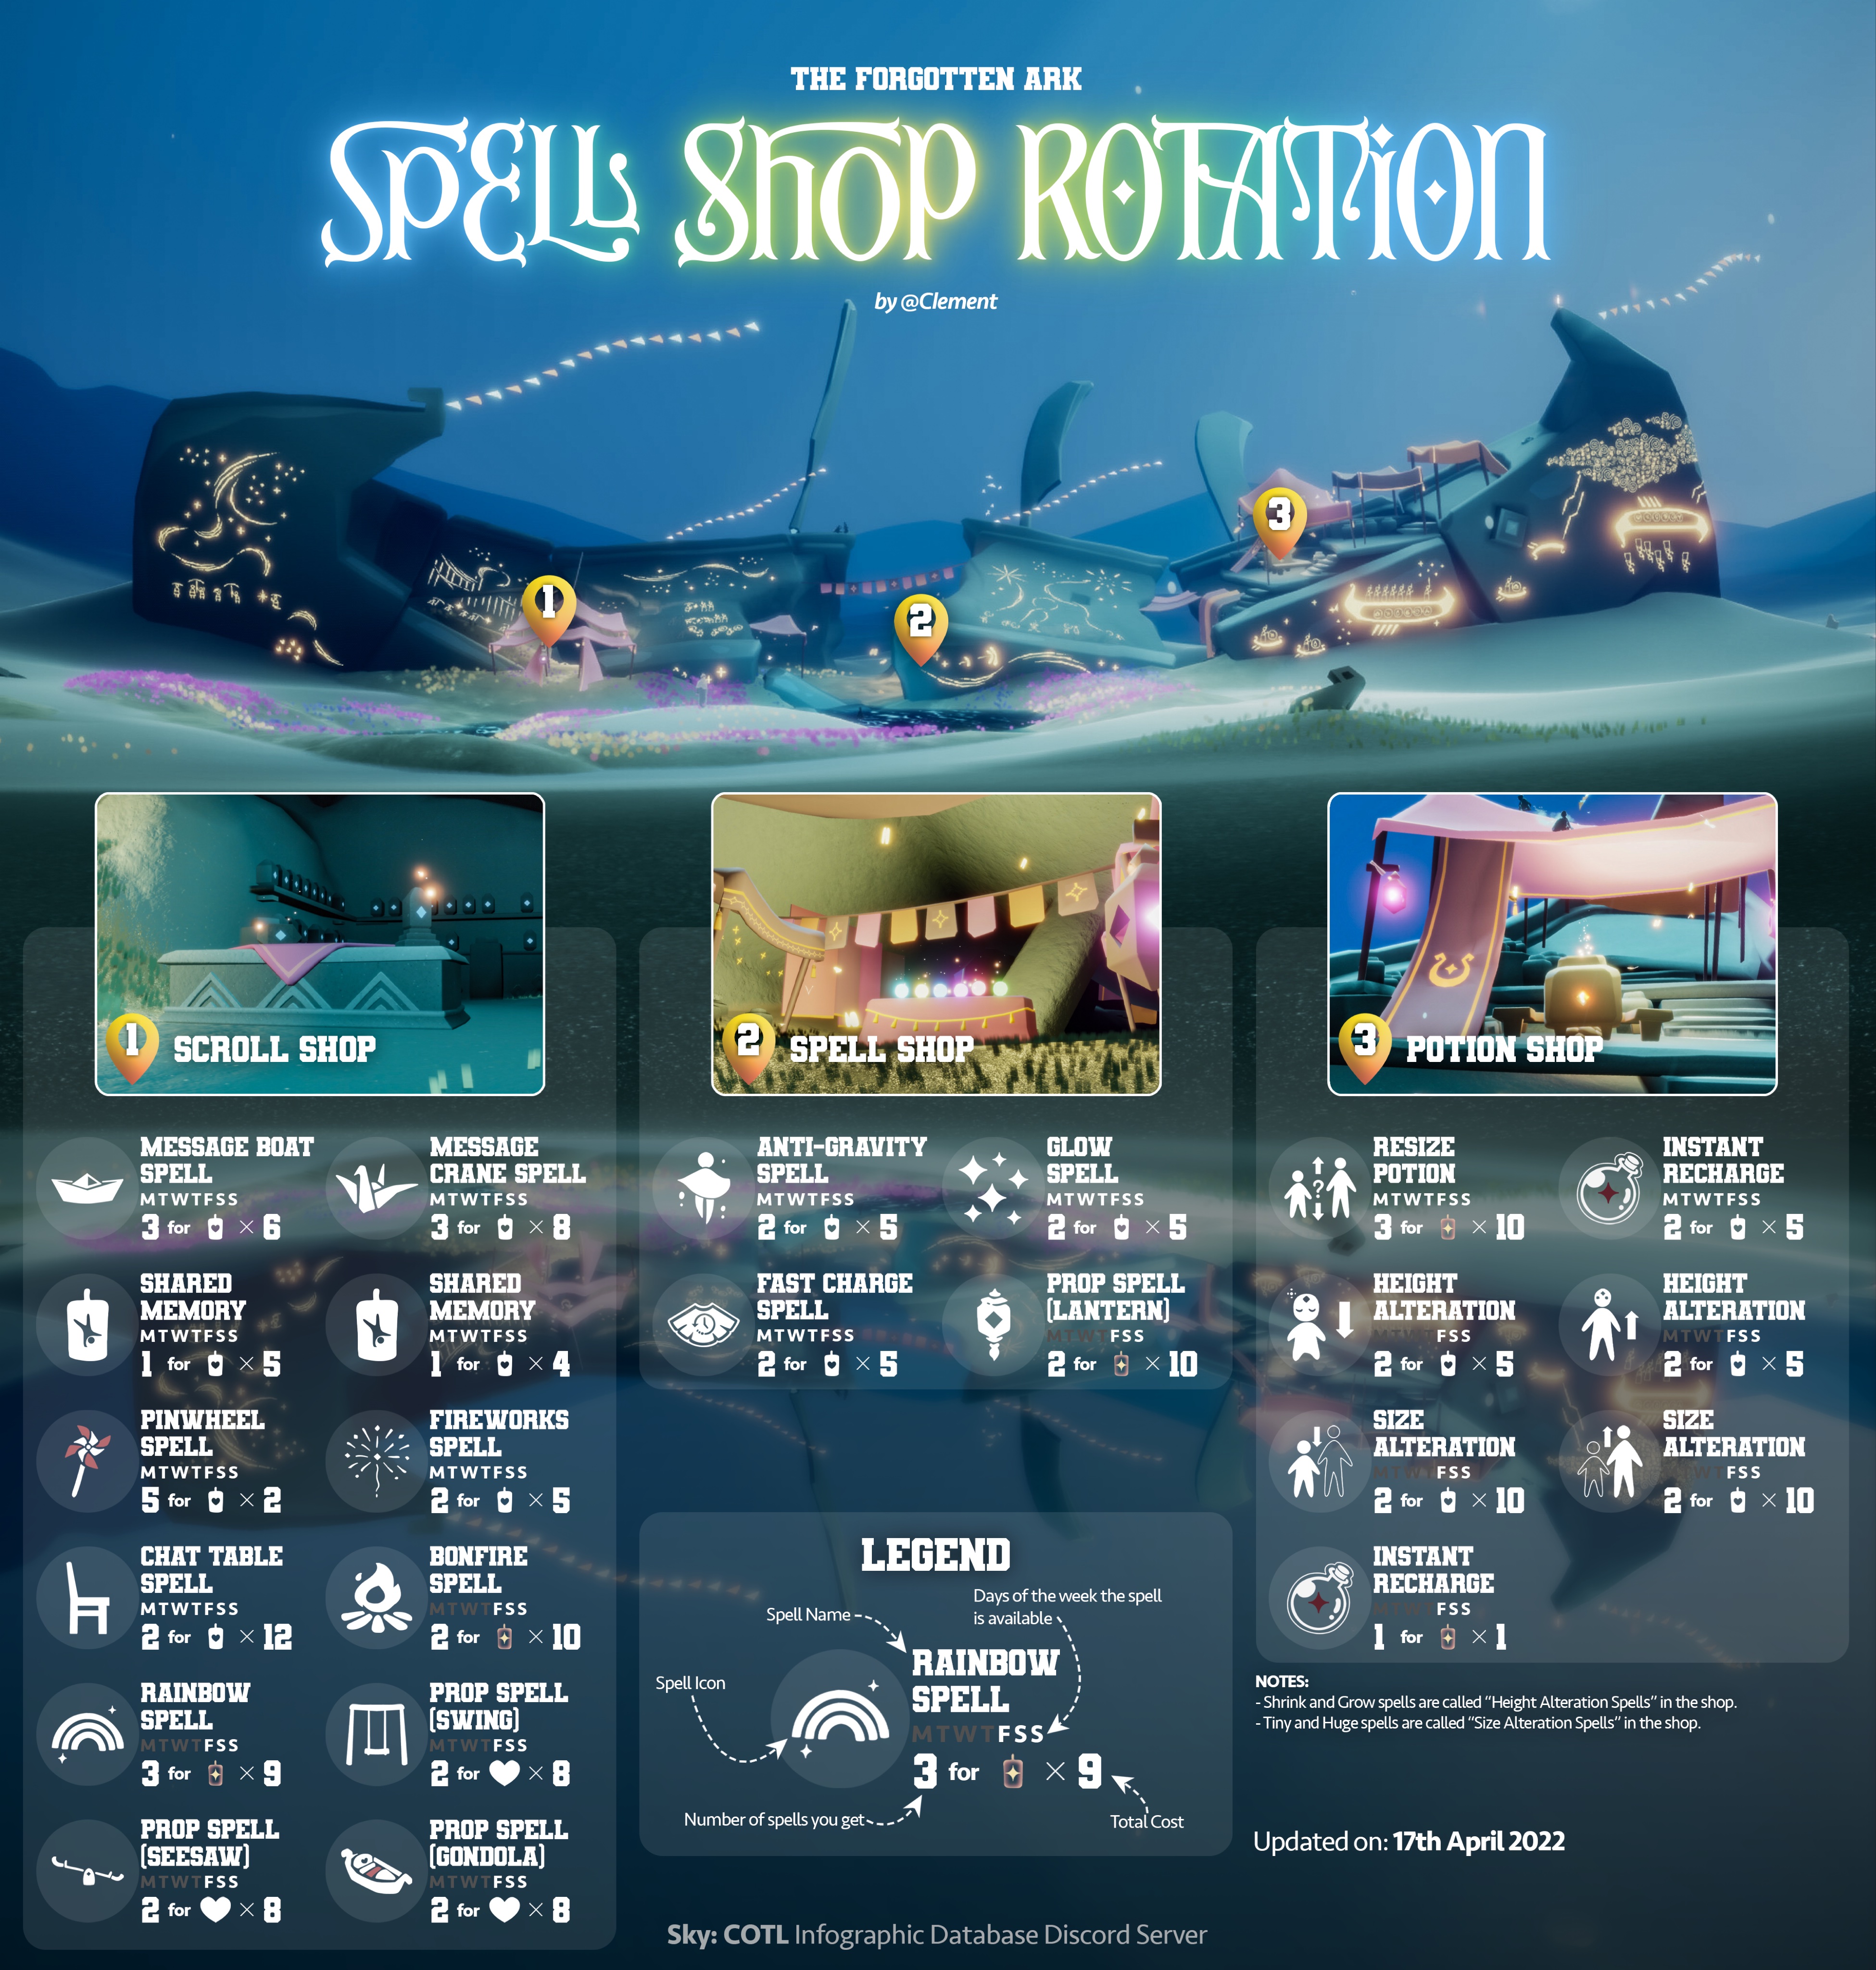 THE FORGOTTEN ARK
SPELL SHOP ROTATION
by @Clement
1
2
3
1 SCROLL SHOP
MESSAGE BOAT
SPELL
MTWTFSS
3 for × 6
MESSAGE
CRANE SPELL
MTWTFSS
3 for × 8
SHARED
MEMORY
MTWTFSS
1 for × 5
SHARED
MEMORY
MTWTFSS
1 for × 4
PINWHEEL
SPELL
MTWTFSS
5 for × 2
FIREWORKS
SPELL
MTWTFSS
2 for × 5
CHAT TABLE
SPELL
MTWTFSS
2 for × 12
BONFIRE
SPELL
MTWTFSS
2 for × 10
RAINBOW
SPELL
MTWTFSS
3 for × 9
PROP SPELL
(SWING)
MTWTFSS
2 for × 8
PROP SPELL
(SEESAW)
MTWTFSS
2 for × 8
PROP SPELL
(GONDOLA)
MTWTFSS
2 for × 8
2 SPELL SHOP
ANTI-GRAVITY
SPELL
MTWTFSS
2 for × 5
GLOW
SPELL
MTWTFSS
2 for × 5
FAST CHARGE
SPELL
MTWTFSS
2 for × 5
PROP SPELL
(LANTERN)
MTWTFSS
2 for × 10
3 POTION SHOP
RESIZE
POTION
MTWTFSS
3 for × 10
?
INSTANT
RECHARGE
MTWTFSS
2 for × 5
HEIGHT
ALTERATION
MTWTFSS
2 for × 5
HEIGHT
ALTERATION
MTWTFSS
2 for × 5
SIZE
ALTERATION
MTWTFSS
2 for × 10
SIZE
ALTERATION
MTWTFSS
2 for × 10
INSTANT
RECHARGE
MTWTFSS
1 for × 1
LEGEND
Days of the week the spell
is available
Spell Name
Spell Icon
RAINBOW
SPELL
MTWTFSS
3 for × 9
Number of spells you get
Total Cost
NOTES:
- Shrink and Grow spells are called “Height Alteration Spells” in the shop.
- Tiny and Huge spells are called “Size Alteration Spells” in the shop.
Updated on: 17th April 2022
Sky: COTL Infographic Database Discord Server